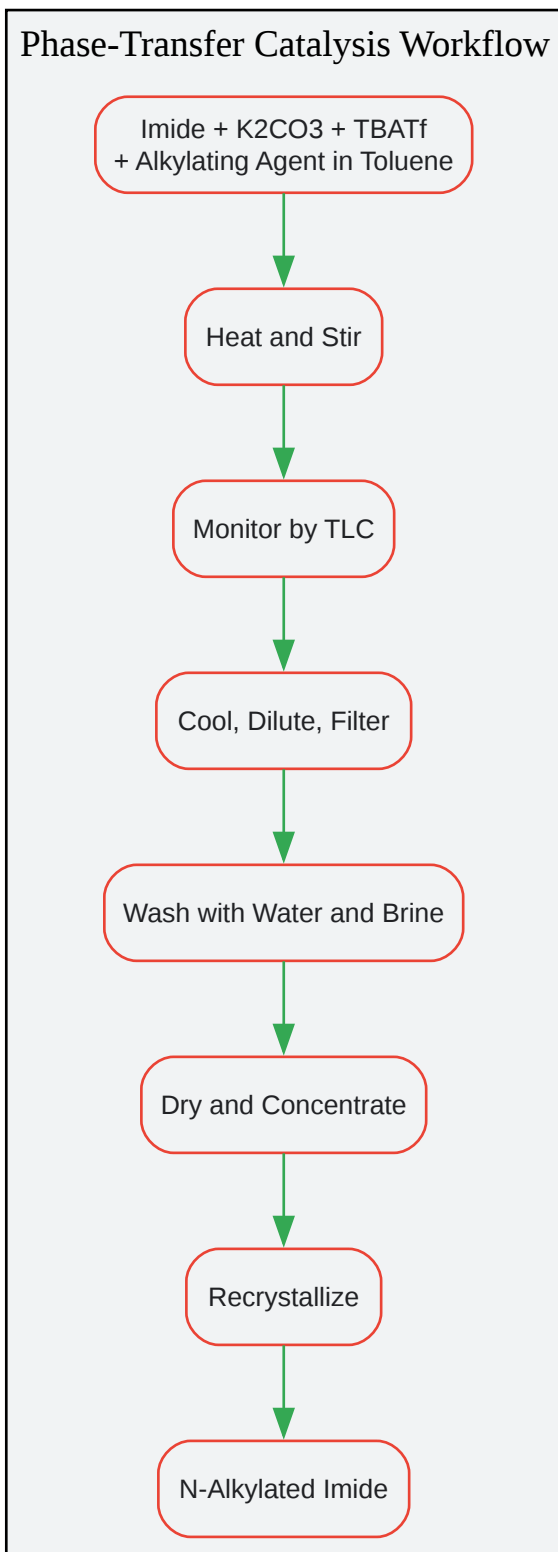 Phase-Transfer Catalysis Workflow
Imide + K2CO3 + TBATf
+ Alkylating Agent in Toluene
Heat and Stir
Monitor by TLC
Cool, Dilute, Filter
Wash with Water and Brine
Dry and Concentrate
Recrystallize
N-Alkylated Imide